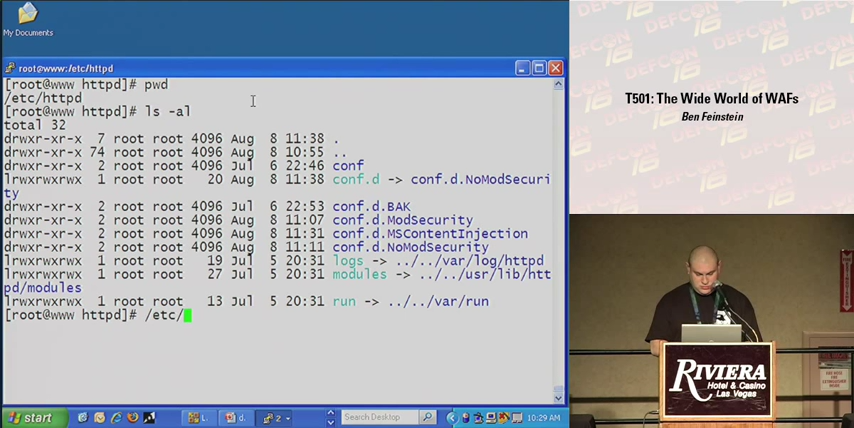 My Documents
root@www:/etc/httpd
[root@www httpd]# pwd
/etc/httpd
[root@www httpd]# ls -al
total 32
drwxr-xr-x 7 root root 4096 Aug 8 11:38 .
drwxr-xr-x 74 root root 4096 Aug 8 10:55 ..
drwxr-xr-x 2 root root 4096 Jul 6 22:46 conf
lrwxrwxrwx 1 root root 20 Aug 8 11:38 conf.d -> conf.d.NoModSecuri
ty
drwxr-xr-x 2 root root 4096 Jul 6 22:53 conf.d.BAK
drwxr-xr-x 2 root root 4096 Aug 8 11:07 conf.d.ModSecurity
drwxr-xr-x 2 root root 4096 Aug 8 11:31 conf.d.MSContentInjection
drwxr-xr-x 2 root root 4096 Aug 8 11:11 conf.d.NoModSecurity
lrwxrwxrwx 1 root root 19 Jul 5 20:31 logs -> ../../var/log/httpd
lrwxrwxrwx 1 root root 27 Jul 5 20:31 modules -> ../../usr/lib/htt
pd/modules
lrwxrwxrwx 1 root root 13 Jul 5 20:31 run -> ../../var/run
[root@www httpd]# /etc/
start
L.
d.
2
Search Desktop
10:29 AM
DEFCON 16
T501: The Wide World of WAFs
Ben Feinstein
RIVIERA
Hotel & Casino
Las Vegas